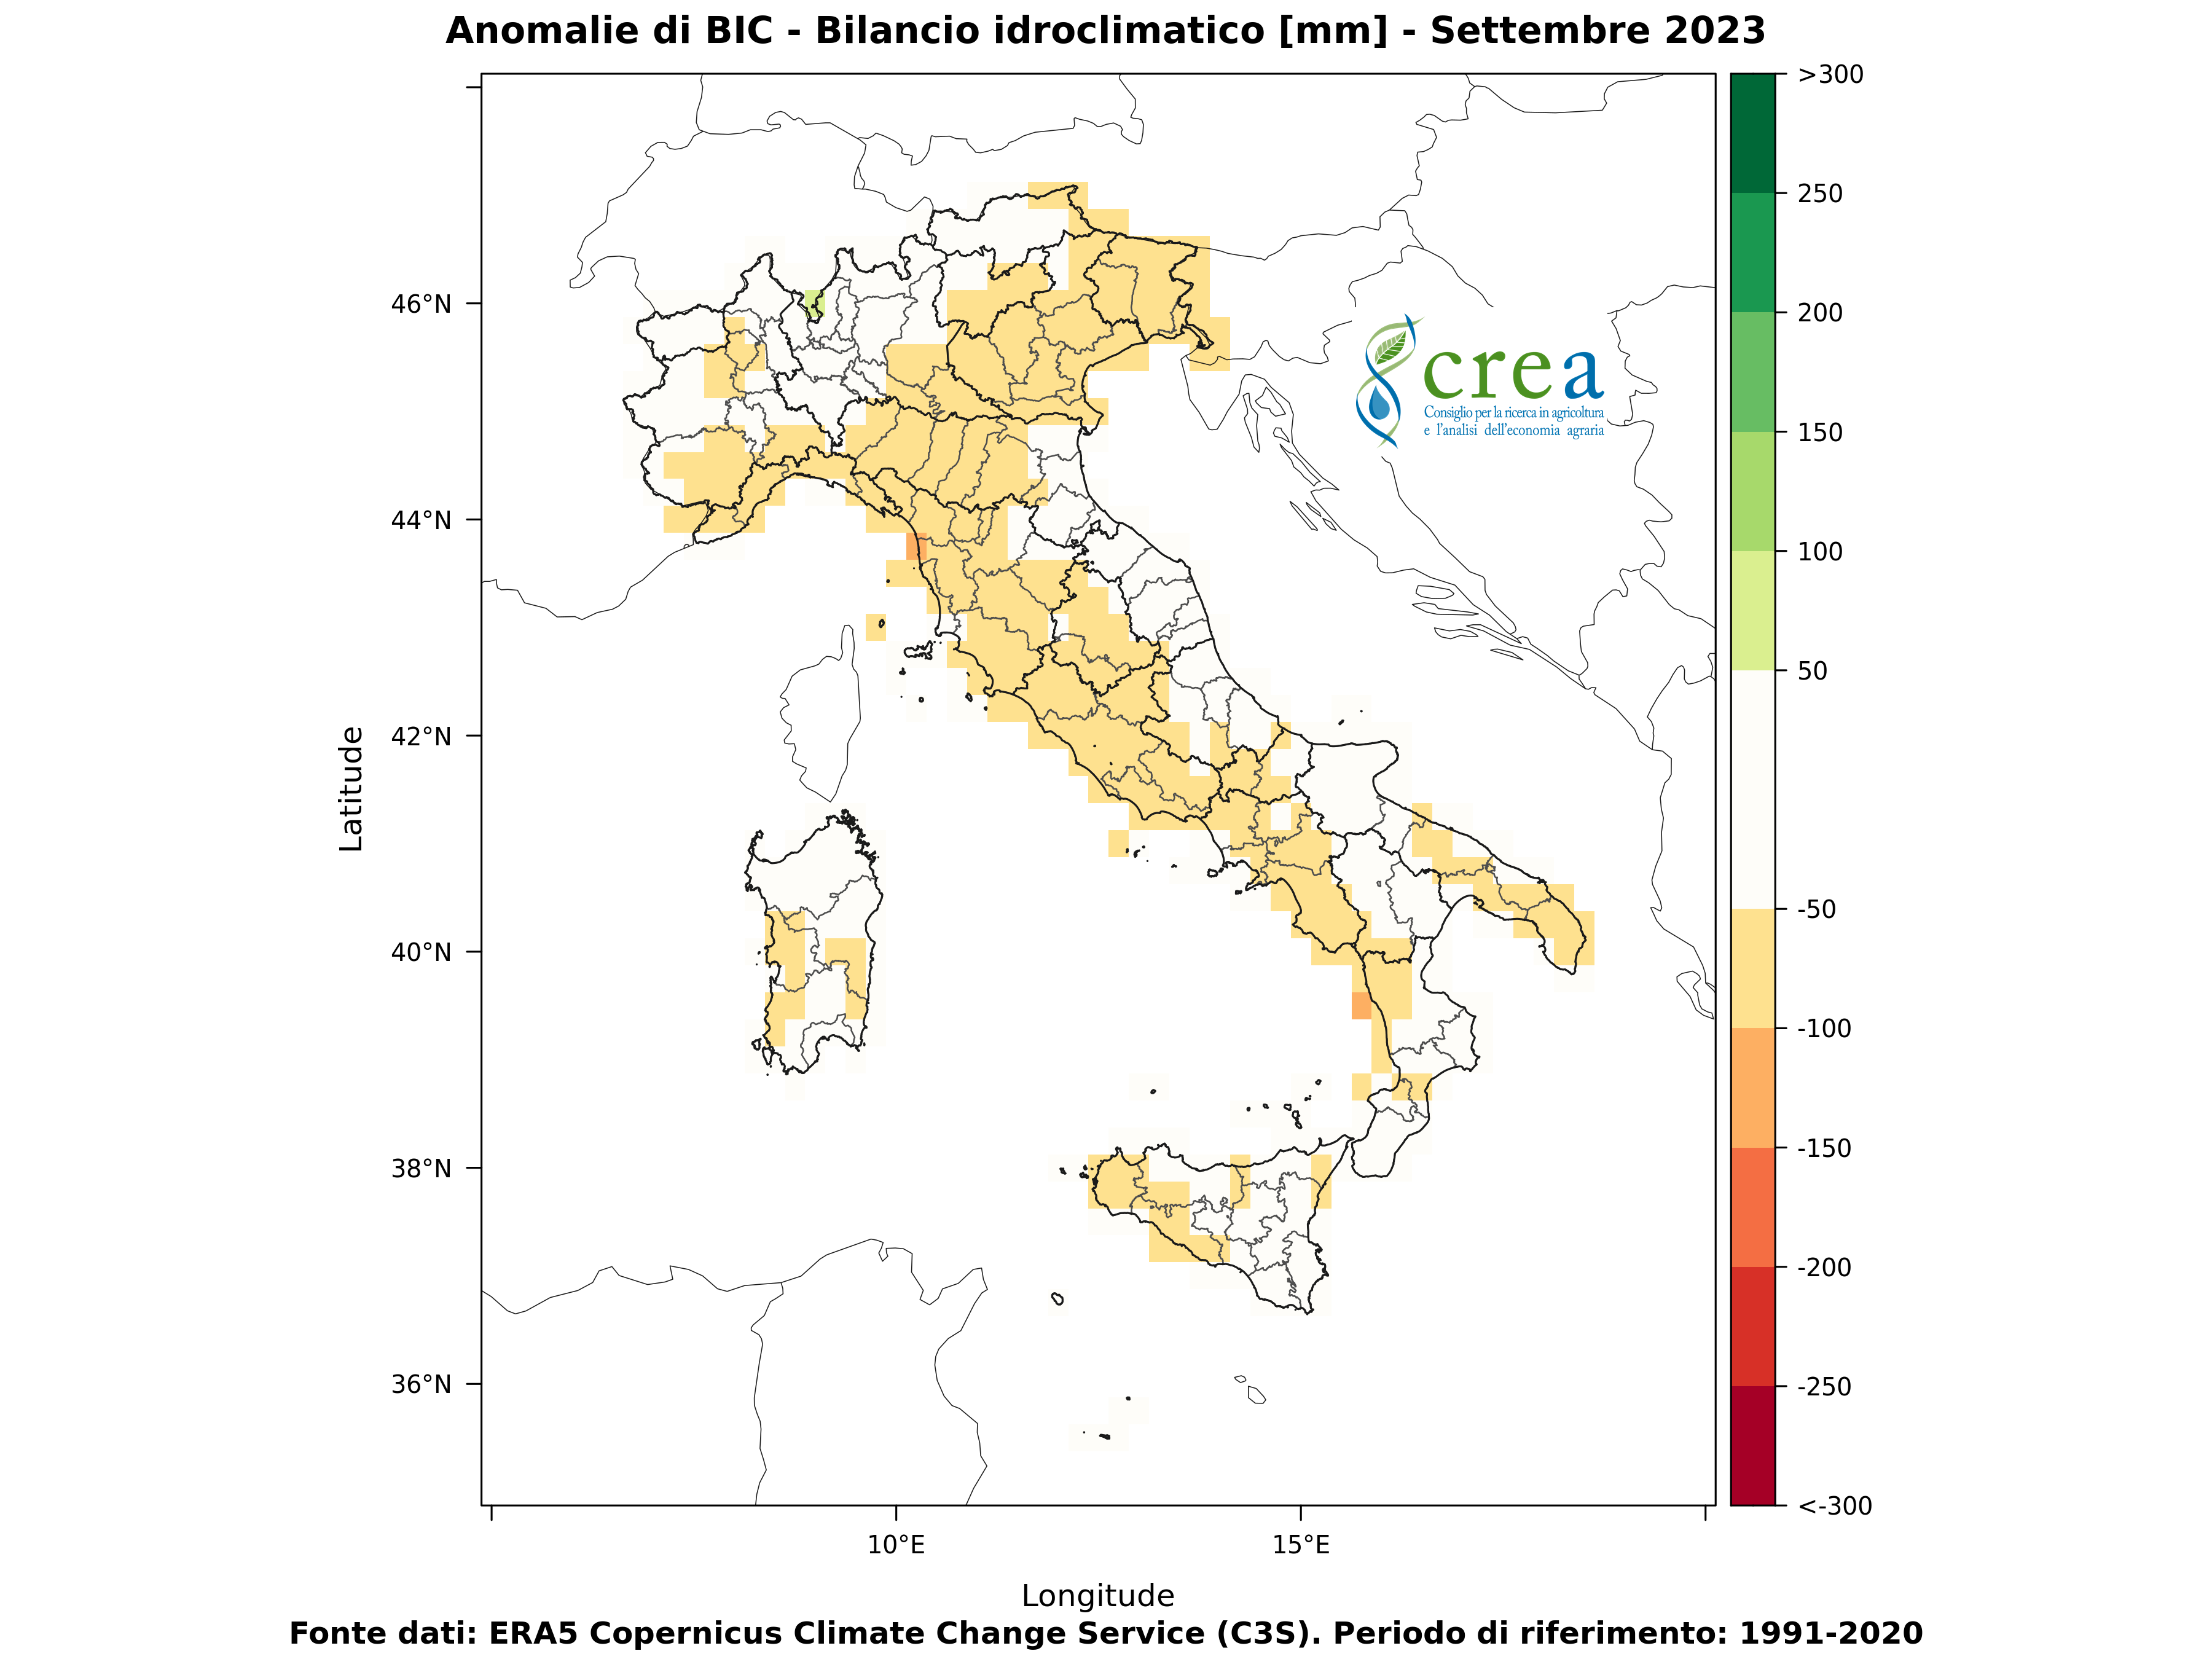 Anomalie di BIC - Bilancio idroclimatico [mm] - Settembre 2023
>300
250
200
150
100
50
-50
-100
-150
-200
-250
<-300
46°N
44°N
42°N
40°N
38°N
36°N
Latitude
crea
Consiglio per la ricerca in agricoltura
e l'analisi dell'economia agraria
10°E
15°E
Longitude
Fonte dati: ERA5 Copernicus Climate Change Service (C3S). Periodo di riferimento: 1991-2020